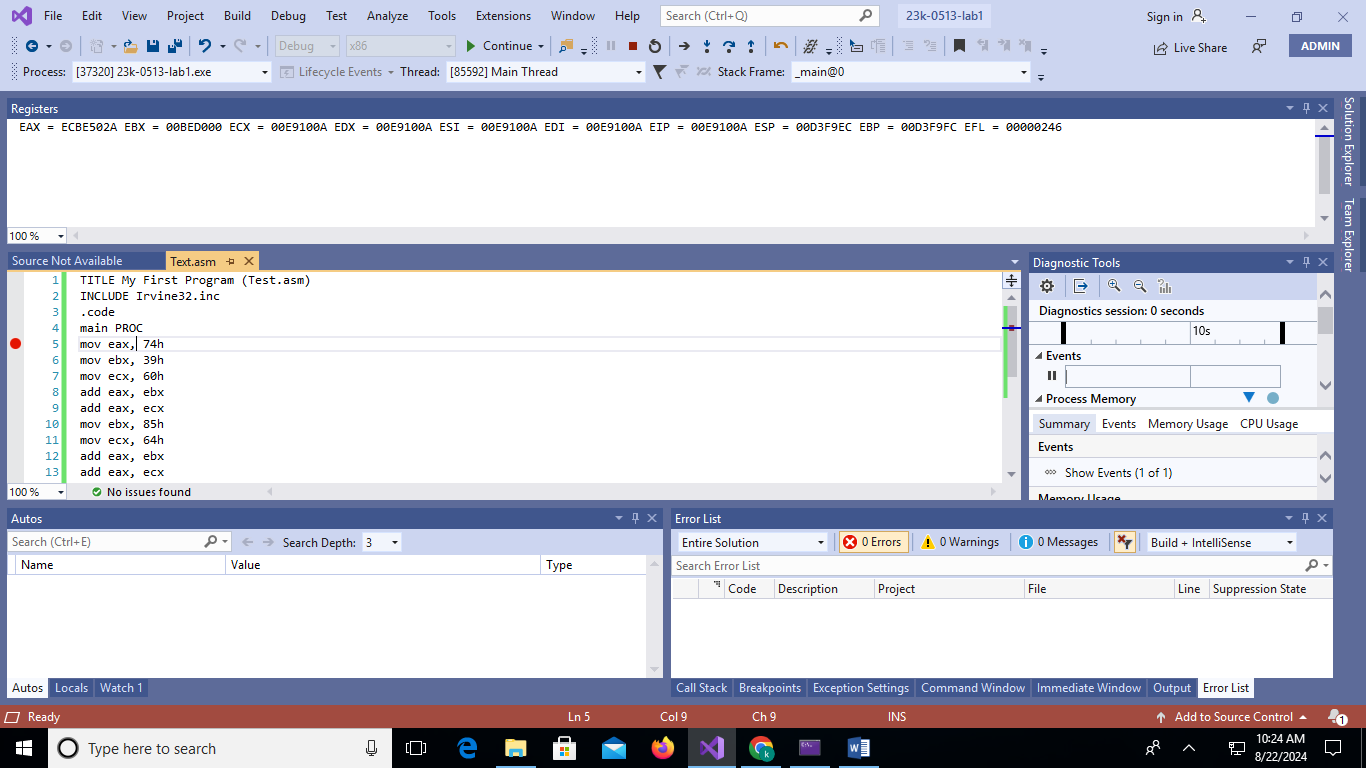 File Edit View Project Build Debug Test Analyze Tools Extensions Window Help Search (Ctrl+Q) 23k-0513-lab1 Sign in
Debug x86 Continue Live Share ADMIN
Process: [37320] 23k-0513-lab1.exe Lifecycle Events Thread: [85592] Main Thread Stack Frame: _main@0
Registers
EAX = ECBE502A EBX = 00BED000 ECX = 00E9100A EDX = 00E9100A ESI = 00E9100A EDI = 00E9100A EIP = 00E9100A ESP = 00D3F9EC EBP = 00D3F9FC EFL = 00000246
100 %
Solution Explorer
Team Explorer
Source Not Available Text.asm
1 TITLE My First Program (Test.asm)
2 INCLUDE Irvine32.inc
3 .code
4 main PROC
5 mov eax, 74h
6 mov ebx, 39h
7 mov ecx, 60h
8 add eax, ebx
9 add eax, ecx
10 mov ebx, 85h
11 mov ecx, 64h
12 add eax, ebx
13 add eax, ecx
100 % No issues found
Diagnostic Tools
Diagnostics session: 0 seconds
10s
Events
Process Memory
Summary Events Memory Usage CPU Usage
Events
Show Events (1 of 1)
Memory Usage
Autos
Search (Ctrl+E) Search Depth: 3
Name Value Type
Autos Locals Watch 1
Error List
Entire Solution 0 Errors 0 Warnings 0 Messages Build + IntelliSense
Search Error List
Code Description Project File Line Suppression State
Call Stack Breakpoints Exception Settings Command Window Immediate Window Output Error List
Ready Ln 5 Col 9 Ch 9 INS Add to Source Control 1
Type here to search
10:24 AM
8/22/2024